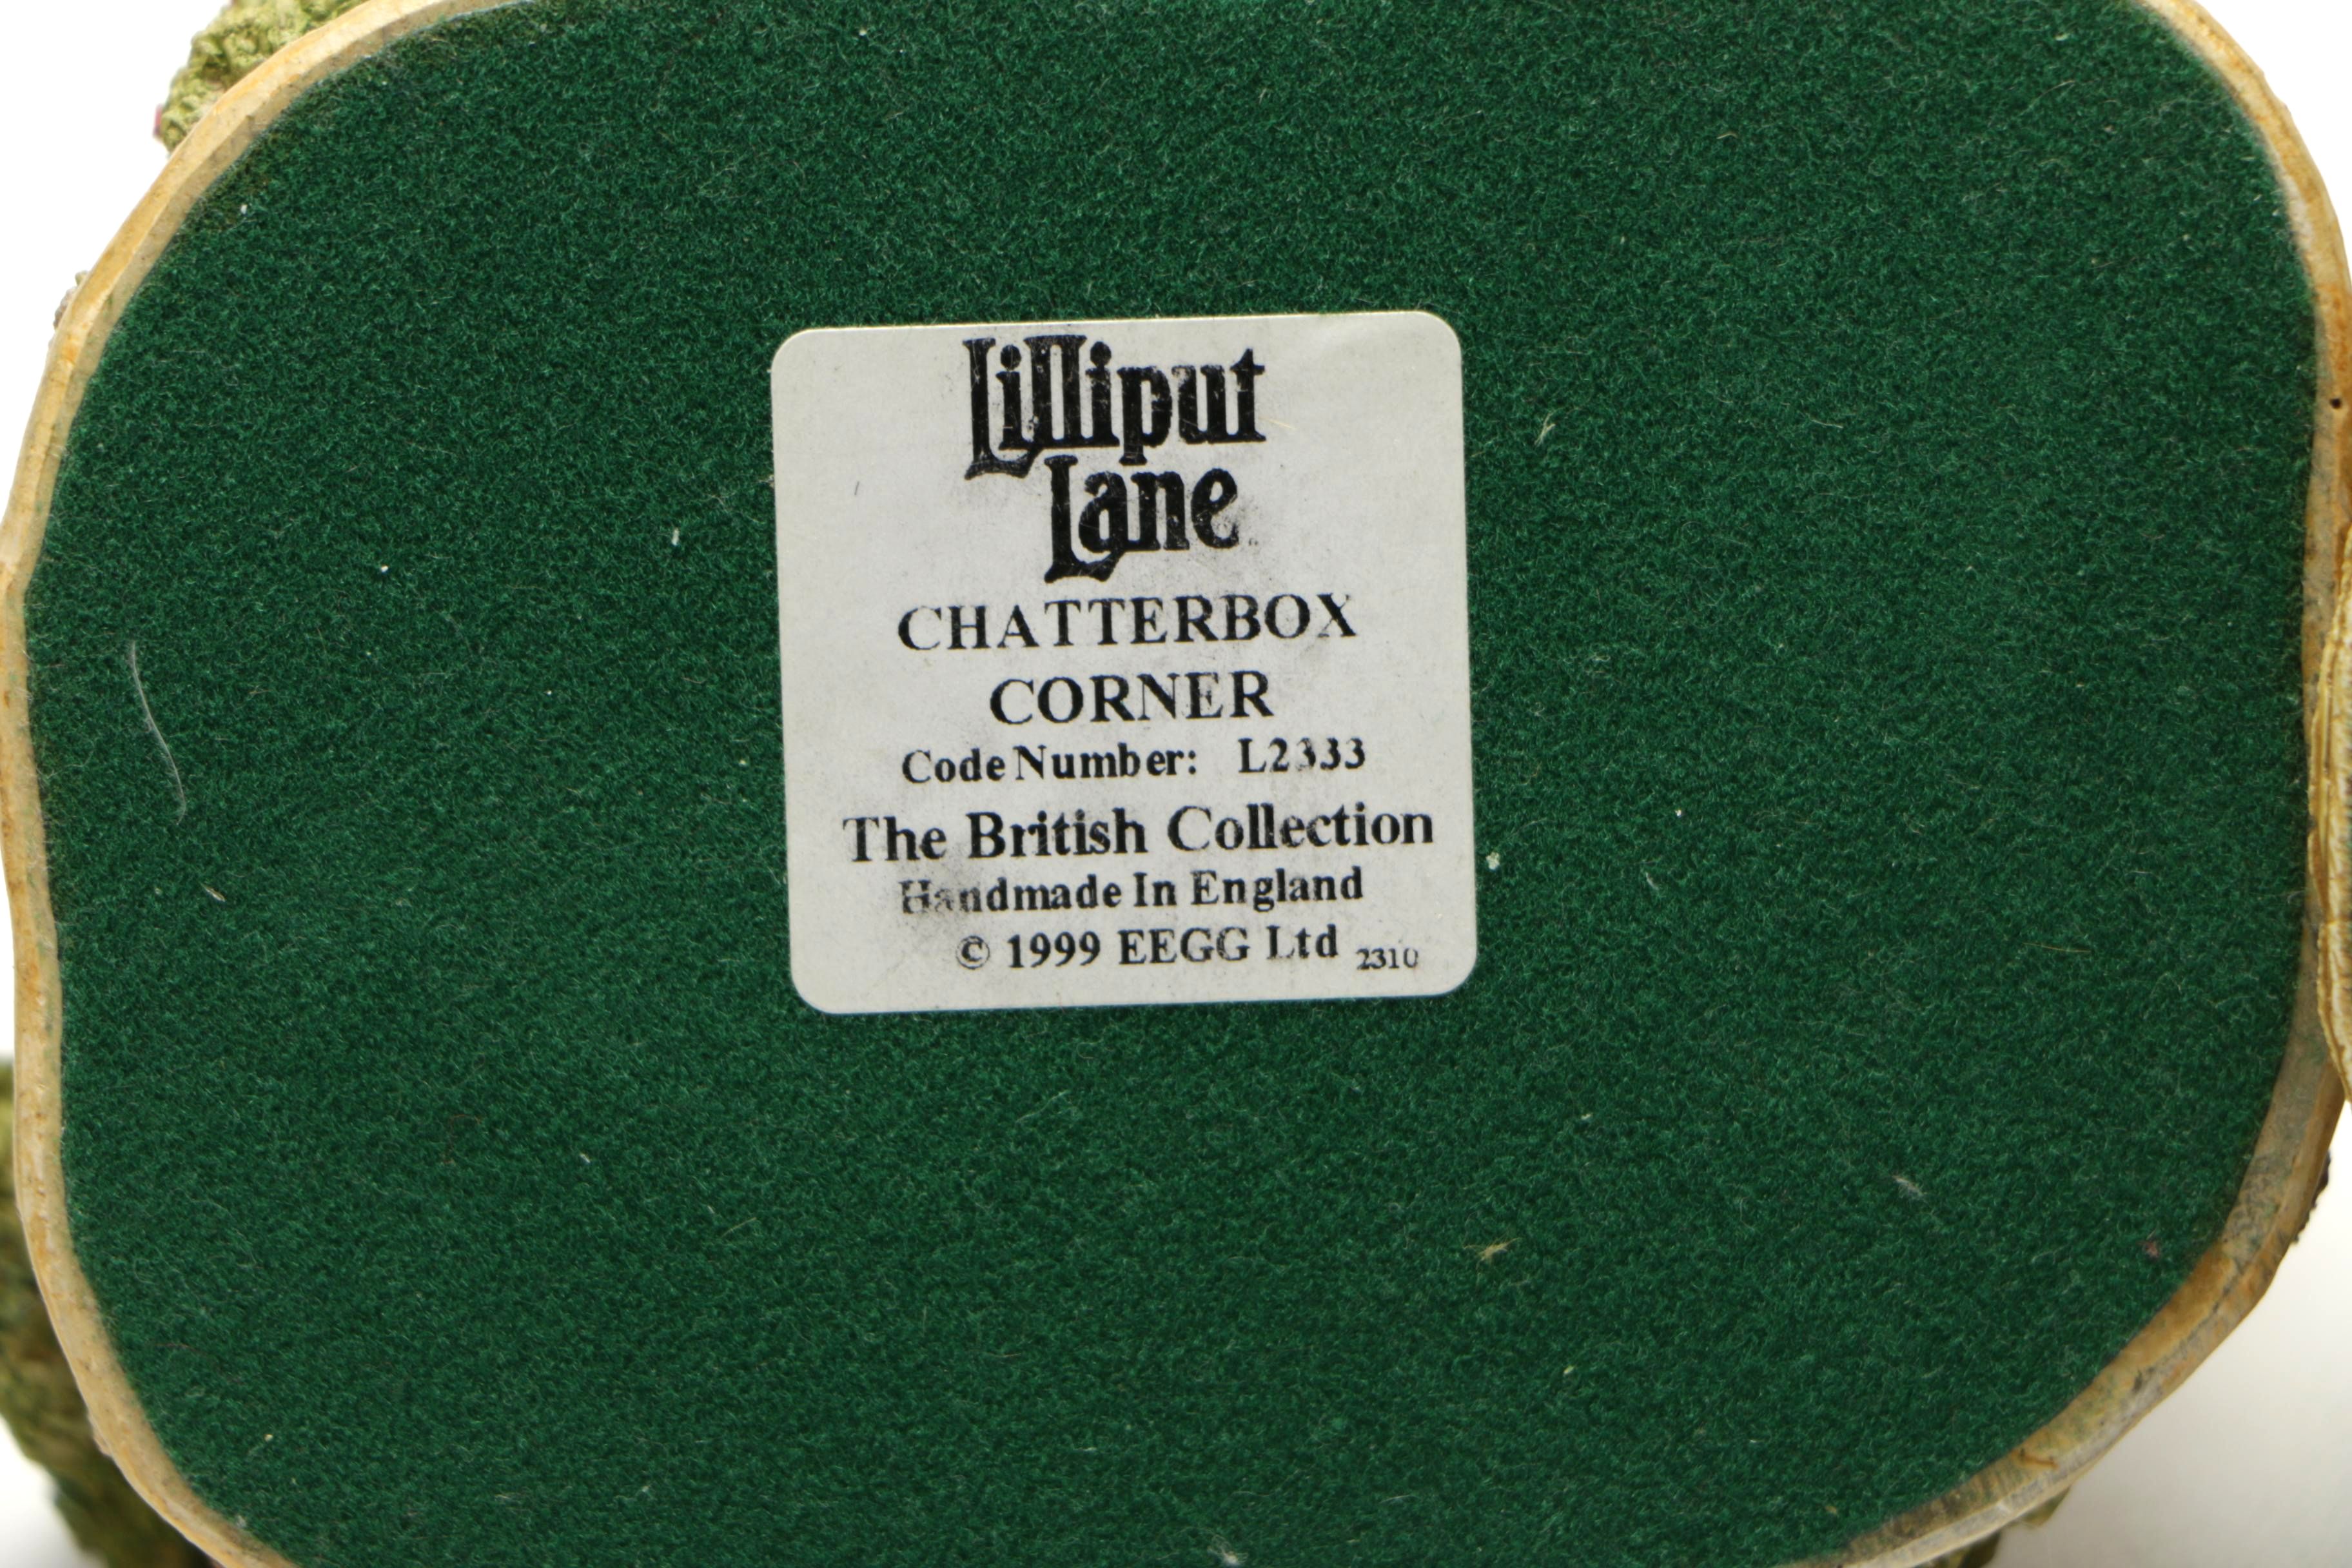 Lilliput
Lane
CHATTERBOX
CORNER
Code Number: L2333
The British Collection
Handmade In England
© 1999 EEGG Ltd 2310